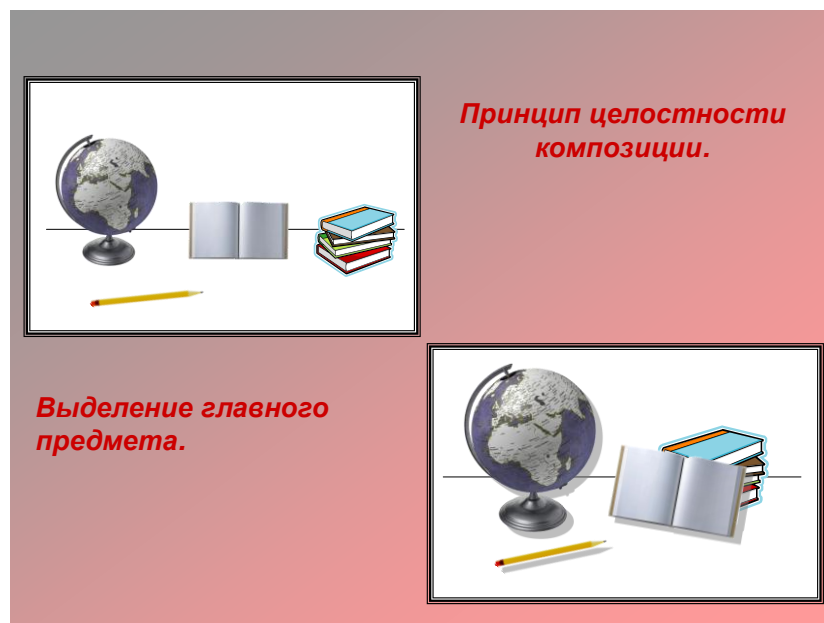 Принцип целостности
композиции.
Выделение главного
предмета.